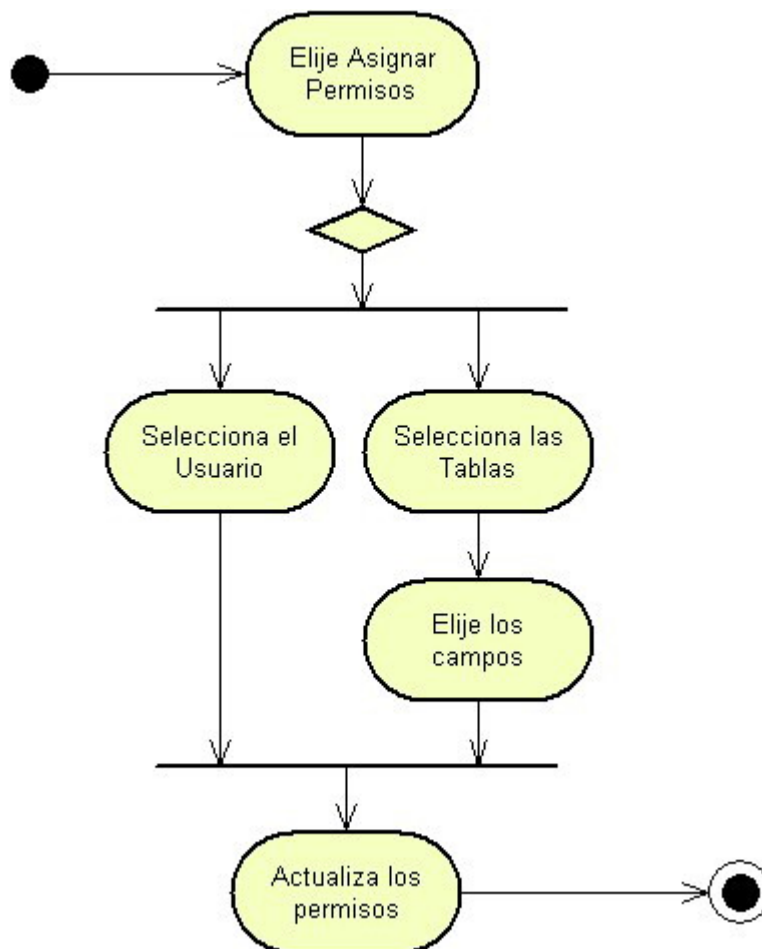 Elije Asignar
Permisos
Selecciona el
Usuario
Selecciona las
Tablas
Elije los
campos
Actualiza los
permisos